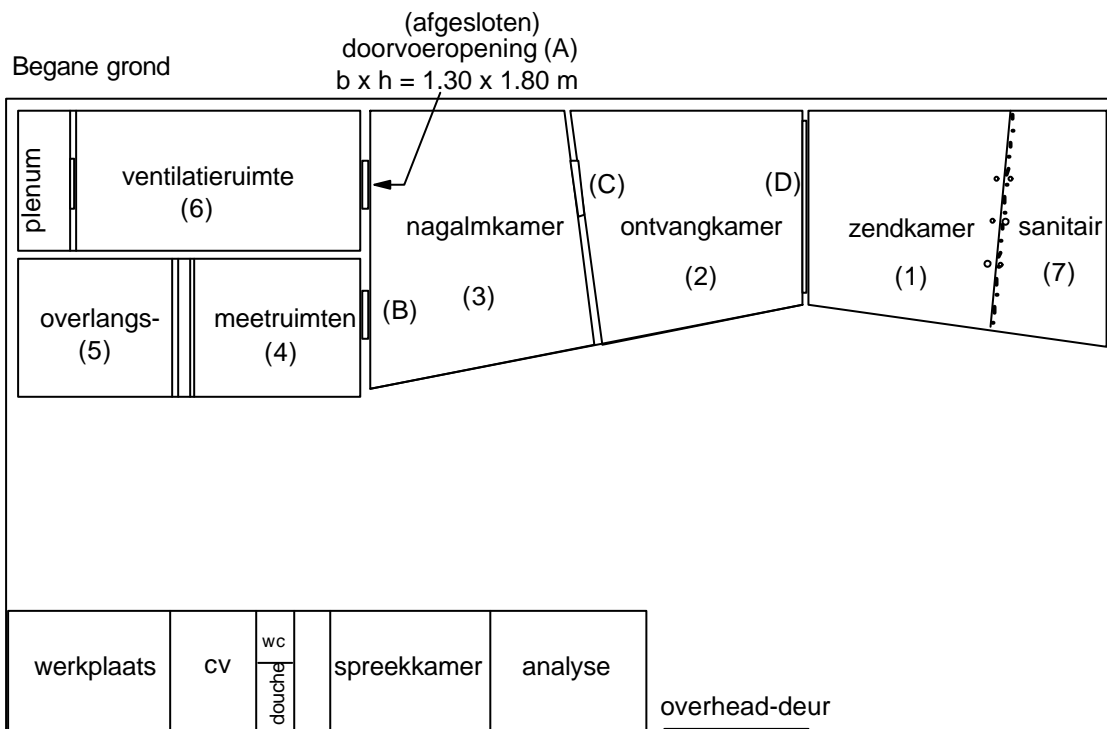 (afgesloten)
doorvoeropening (A)
b x h = 1.30 x 1.80 m
Begane grond
plenum
ventilatieruimte
(6)
nagalmkamer
(3)
(C)
ontvangkamer
(2)
(D)
zendkamer
(1)
sanitair
(7)
overlangs-
(5)
meetruimten
(4)
(B)
werkplaats
cv
wc
douche
spreekkamer
analyse
overhead-deur